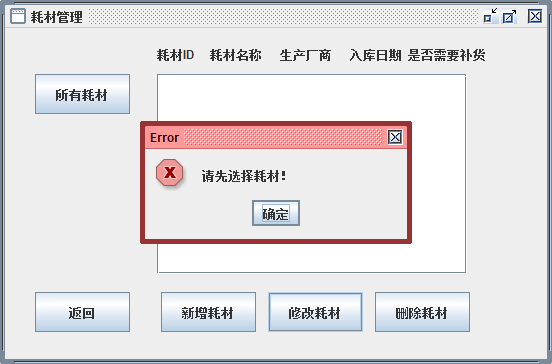 耗材管理
耗材ID 耗材名称 生产厂商 入库日期 是否需要补货
所有耗材
Error
请先选择耗材!
确定
返回 新增耗材 修改耗材 删除耗材